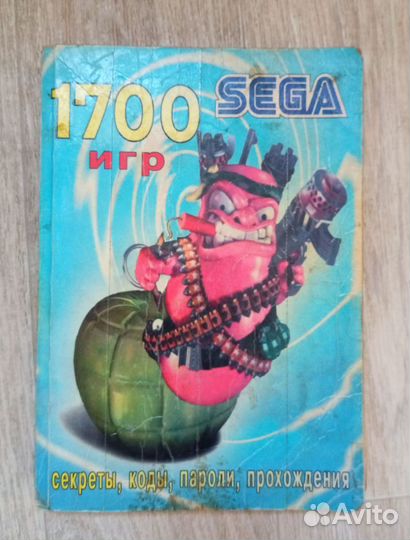 1700
SEGA
игр
секреты, коды, пароли, прохождения
Avito